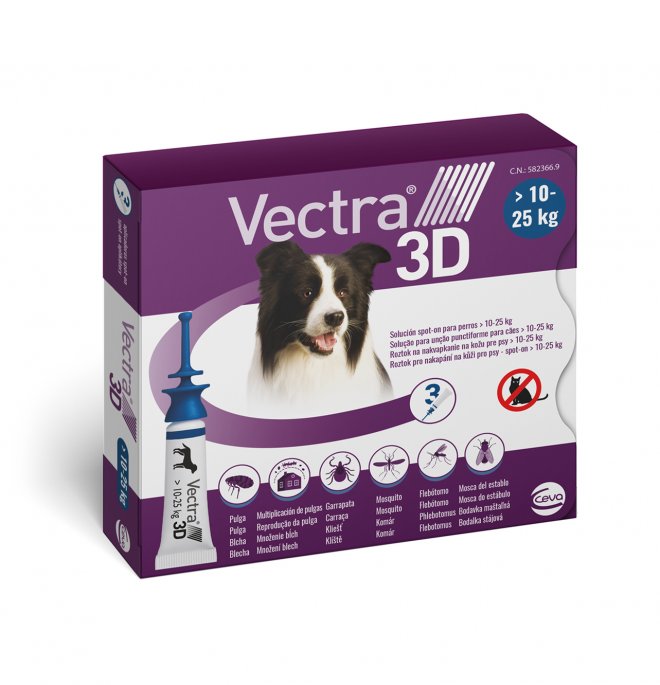 C.N.: 582366.9
Vectra®
3D
> 10-
25 kg
Solución spot-on para perros > 10-25 kg
Solução para unção punctiforme para cães > 10-25 kg
Roztok na nakvapkanie na kožu pre psy > 10-25 kg
Roztok pro nakapání na kůži pro psy - spot-on > 10-25 kg
3
Pulga
Pulga
Blcha
Blecha
Multiplicación de pulgas
Reprodução da pulga
Množenie bĺch
Množení blech
Garrapata
Carraça
Kliešť
Klíště
Mosquito
Mosquito
Komár
Komár
Flebótomo
Flebótomo
Phlebotomus
Flebotomus
Mosca del establo
Mosca do estábulo
Bodavka maštaľná
Bodalka stájová
Ceva
Vectra®
3D
> 10-25 kg
3
Vectra
3D
> 10-25 kg